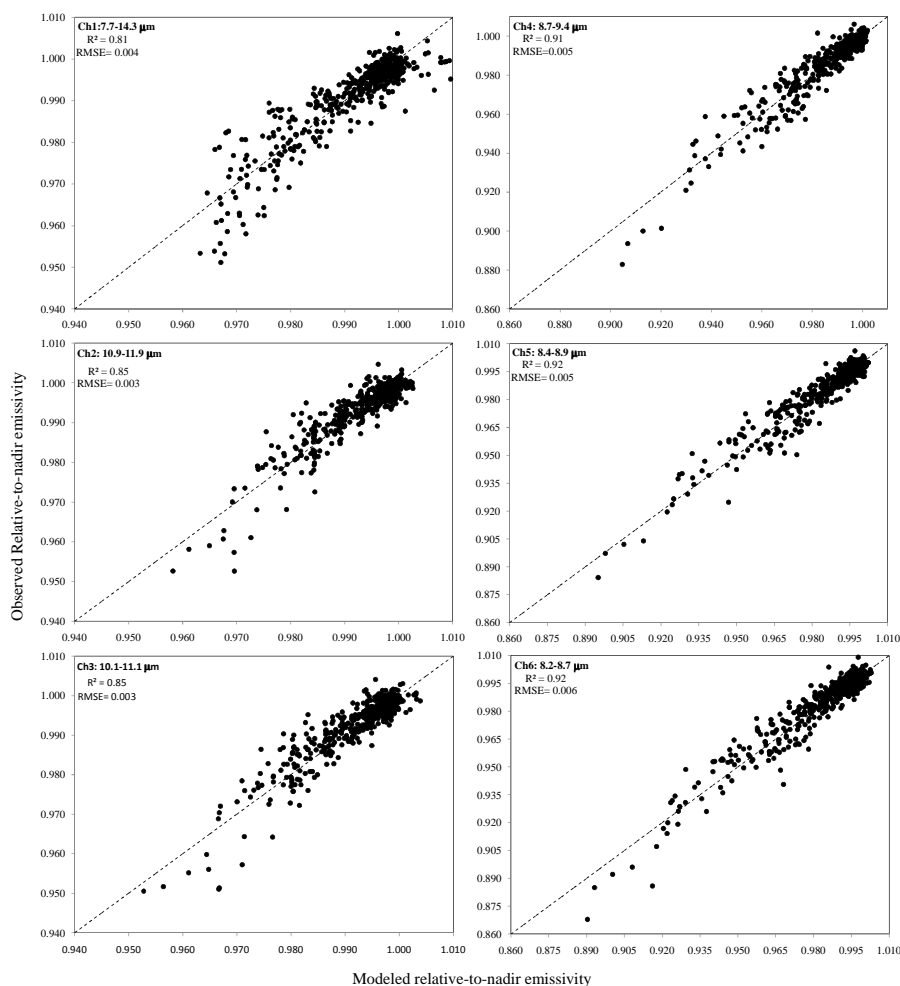 Observed Relative-to-nadir emissivity
Ch1:7.7-14.3 μm
R² = 0.81
RMSE= 0.004
1.010
1.000
0.990
0.980
0.970
0.960
0.950
0.940
0.940 0.950 0.960 0.970 0.980 0.990 1.000 1.010
Ch4: 8.7-9.4 μm
R² = 0.91
RMSE=0.005
1.000
0.980
0.960
0.940
0.920
0.900
0.880
0.860
0.860 0.880 0.900 0.920 0.940 0.960 0.980 1.000
Ch2: 10.9-11.9 μm
R² = 0.85
RMSE= 0.003
1.010
1.000
0.990
0.980
0.970
0.960
0.950
0.940
0.940 0.950 0.960 0.970 0.980 0.990 1.000 1.010
Ch5: 8.4-8.9 μm
R² = 0.92
RMSE= 0.005
1.010
0.995
0.980
0.965
0.950
0.935
0.920
0.905
0.890
0.875
0.860
0.860 0.875 0.890 0.905 0.920 0.935 0.950 0.965 0.980 0.995 1.010
Ch3: 10.1-11.1 μm
R² = 0.85
RMSE= 0.003
1.010
1.000
0.990
0.980
0.970
0.960
0.950
0.940
0.940 0.950 0.960 0.970 0.980 0.990 1.000 1.010
Ch6: 8.2-8.7 μm
R² = 0.92
RMSE= 0.006
1.010
0.995
0.980
0.965
0.950
0.935
0.920
0.905
0.890
0.875
0.860
0.860 0.875 0.890 0.905 0.920 0.935 0.950 0.965 0.980 0.995 1.010
Modeled relative-to-nadir emissivity